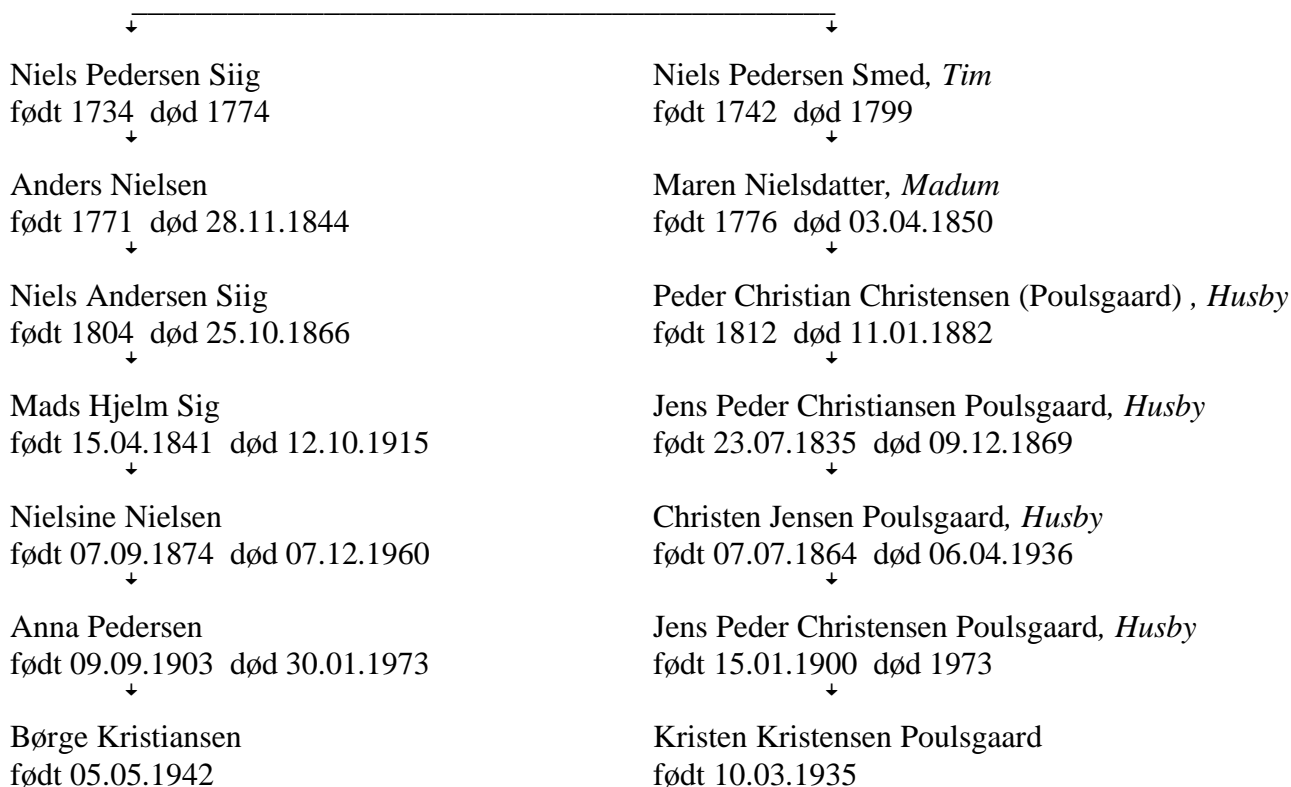 Niels Pedersen Siig
født 1734  død 1774
Anders Nielsen
født 1771  død 28.11.1844
Niels Andersen Siig
født 1804  død 25.10.1866
Mads Hjelm Sig
født 15.04.1841  død 12.10.1915
Nielsine Nielsen
født 07.09.1874  død 07.12.1960
Anna Pedersen
født 09.09.1903  død 30.01.1973
Børge Kristiansen
født 05.05.1942
Niels Pedersen Smed, Tim
født 1742  død 1799
Maren Nielsdatter, Madum
født 1776  død 03.04.1850
Peder Christian Christensen (Poulsgaard) , Husby
født 1812  død 11.01.1882
Jens Peder Christiansen Poulsgaard, Husby
født 23.07.1835  død 09.12.1869
Christen Jensen Poulsgaard, Husby
født 07.07.1864  død 06.04.1936
Jens Peder Christensen Poulsgaard, Husby
født 15.01.1900  død 1973
Kristen Kristensen Poulsgaard
født 10.03.1935